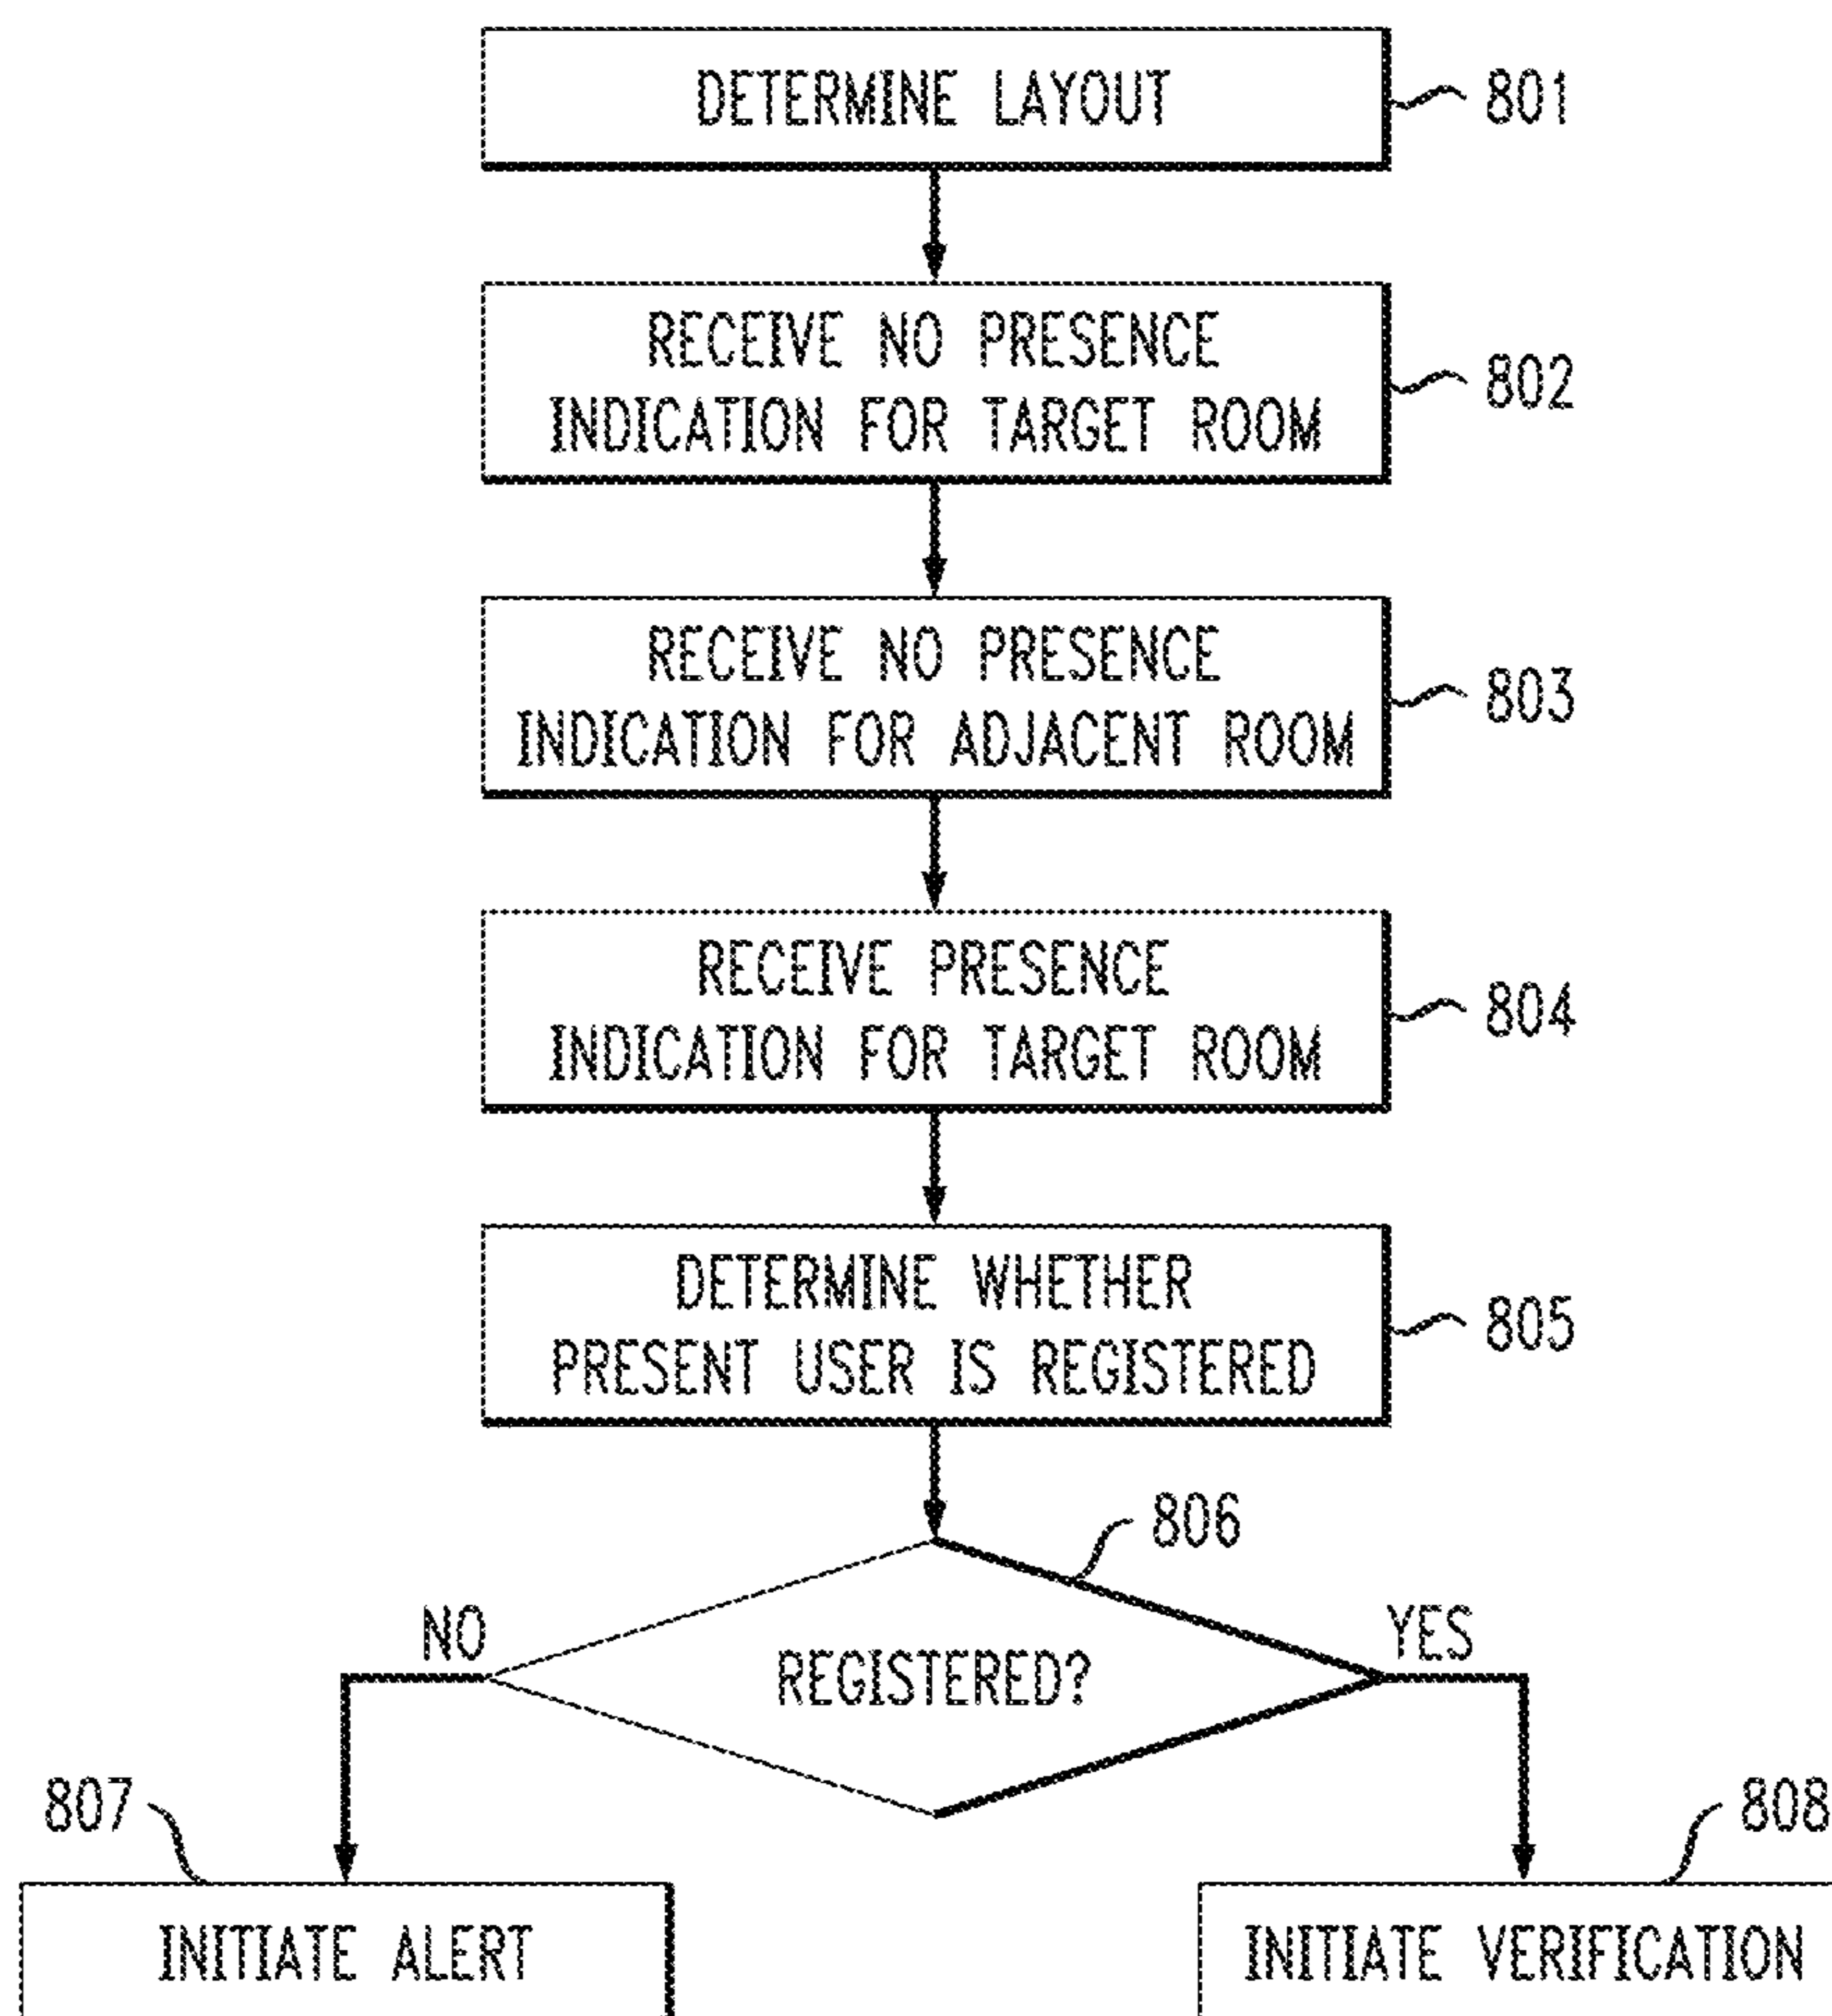 DETERMINE LAYOUT
801
RECEIVE NO PRESENCE
INDICATION FOR TARGET ROOM
802
RECEIVE NO PRESENCE
INDICATION FOR ADJACENT ROOM
803
RECEIVE PRESENCE
INDICATION FOR TARGET ROOM
804
DETERMINE WHETHER
PRESENT USER IS REGISTERED
805
806
NO
REGISTERED?
YES
807
808
INITIATE ALERT
INITIATE VERIFICATION